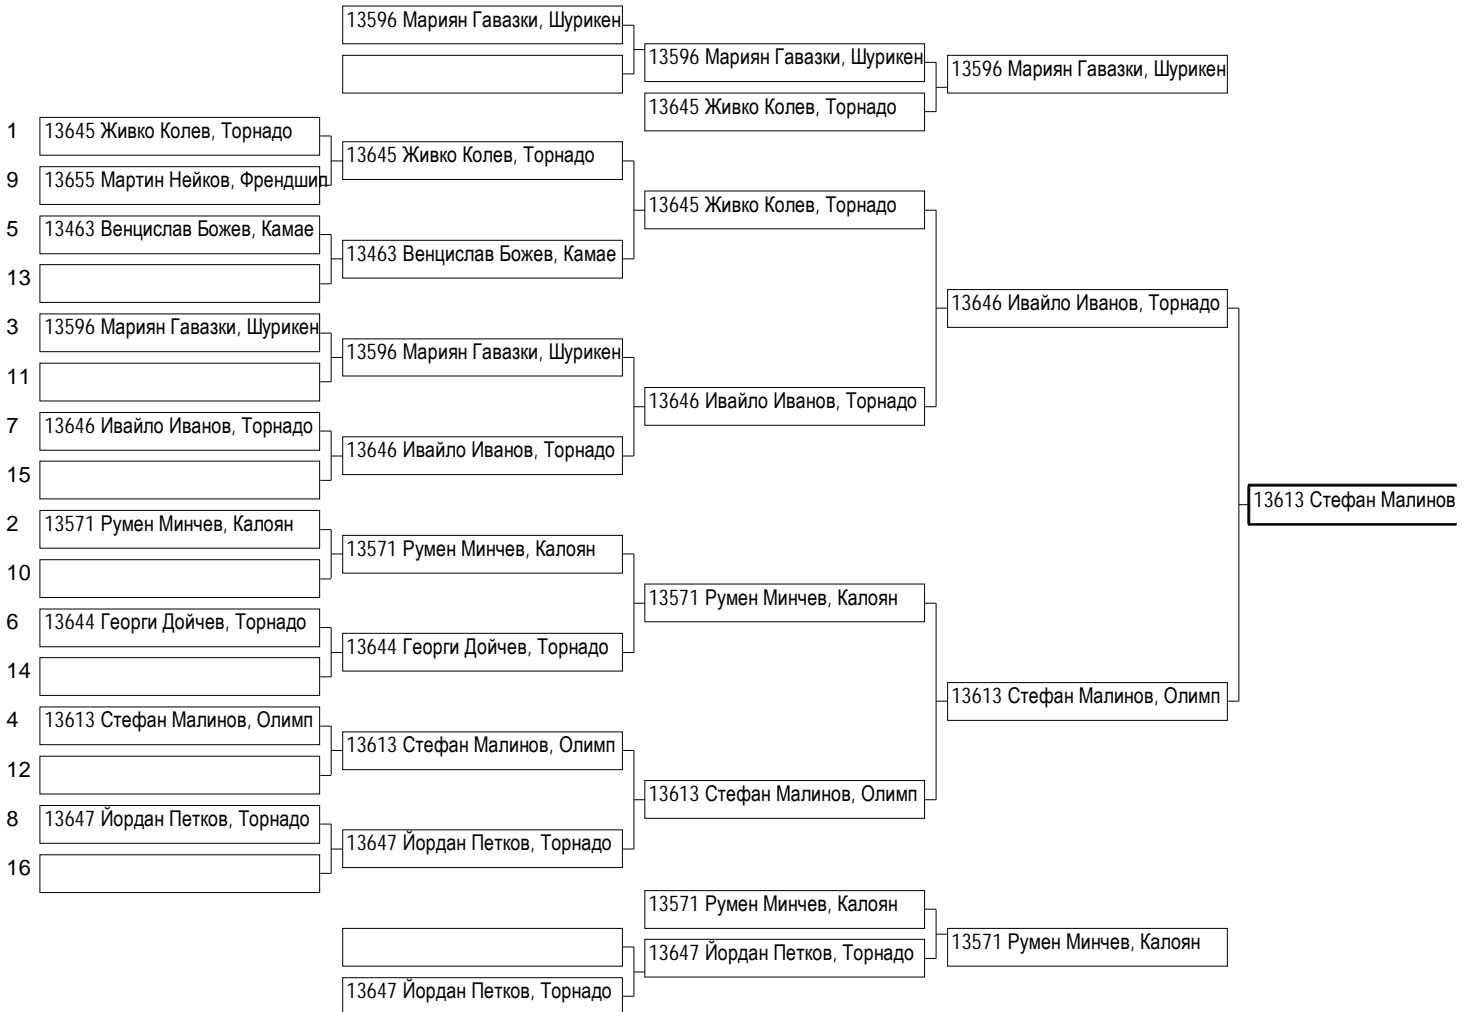 13596 Мариян Гавазки, Шурикен
13596 Мариян Гавазки, Шурикен
13596 Мариян Гавазки, Шурикен
13645 Живко Колев, Торнадо
1 13645 Живко Колев, Торнадо
13645 Живко Колев, Торнадо
9 13655 Мартин Нейков, Френдшип
13645 Живко Колев, Торнадо
5 13463 Венцислав Божев, Камае
13463 Венцислав Божев, Камае
13
13646 Ивайло Иванов, Торнадо
3 13596 Мариян Гавазки, Шурикен
13596 Мариян Гавазки, Шурикен
11
13646 Ивайло Иванов, Торнадо
7 13646 Ивайло Иванов, Торнадо
13646 Ивайло Иванов, Торнадо
15
13613 Стефан Малинов
2 13571 Румен Минчев, Калоян
13571 Румен Минчев, Калоян
10
13571 Румен Минчев, Калоян
6 13644 Георги Дойчев, Торнадо
13644 Георги Дойчев, Торнадо
14
13613 Стефан Малинов, Олимп
4 13613 Стефан Малинов, Олимп
13613 Стефан Малинов, Олимп
12
13613 Стефан Малинов, Олимп
8 13647 Йордан Петков, Торнадо
13647 Йордан Петков, Торнадо
16
13571 Румен Минчев, Калоян
13571 Румен Минчев, Калоян
13647 Йордан Петков, Торнадо
13647 Йордан Петков, Торнадо